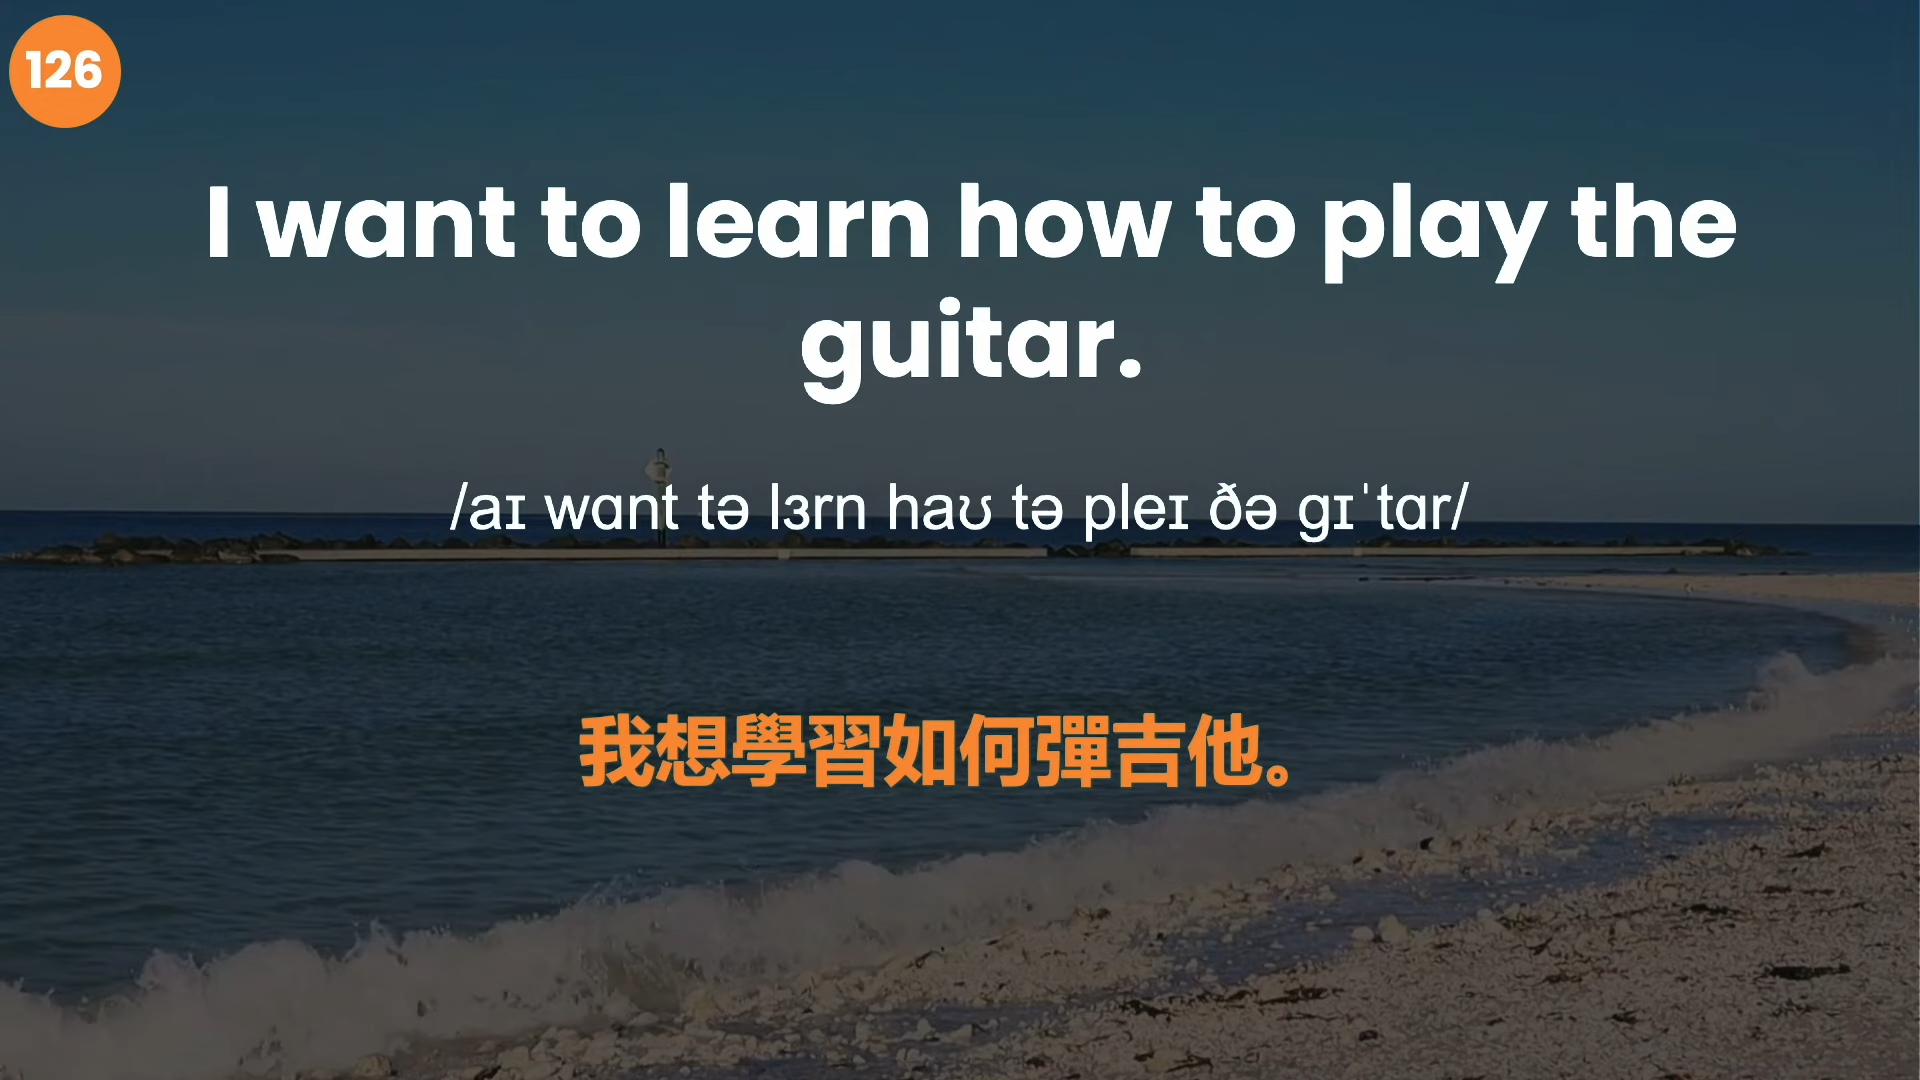 126
I want to learn how to play the
guitar.
/aɪ wɑnt tə lɜrn haʊ tə pleɪ ðə gɪˈtɑr/
我想學習如何彈吉他。